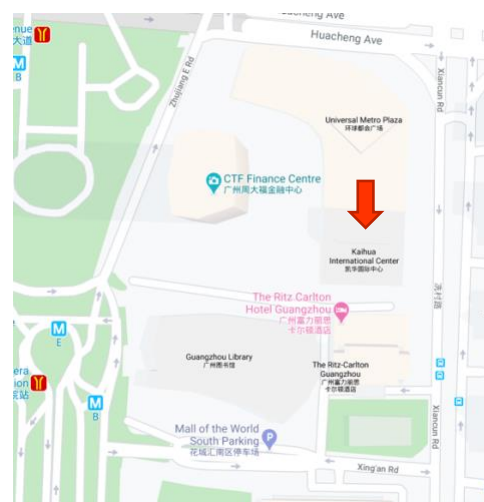 Huacheng Ave
Huacheng Ave
nue
大道
M
B
Zhujiang E Rd
Xiancun Rd
Universal Metro Plaza
环球都会广场
CTF Finance Centre
广州周大福金融中心
Kaihua
International Center
凯华国际中心
The Ritz Carlton
Hotel Guangzhou
广州富力丽思
卡尔顿酒店
冼村路
M
E
Guangzhou Library
广州图书馆
The Ritz-Carlton
Guangzhou
广州富力丽思
卡尔顿酒店
era
ion
院站
M
B
Xiancun Rd
Mall of the World
South Parking
花城汇南区停车场
P
Xing'an Rd